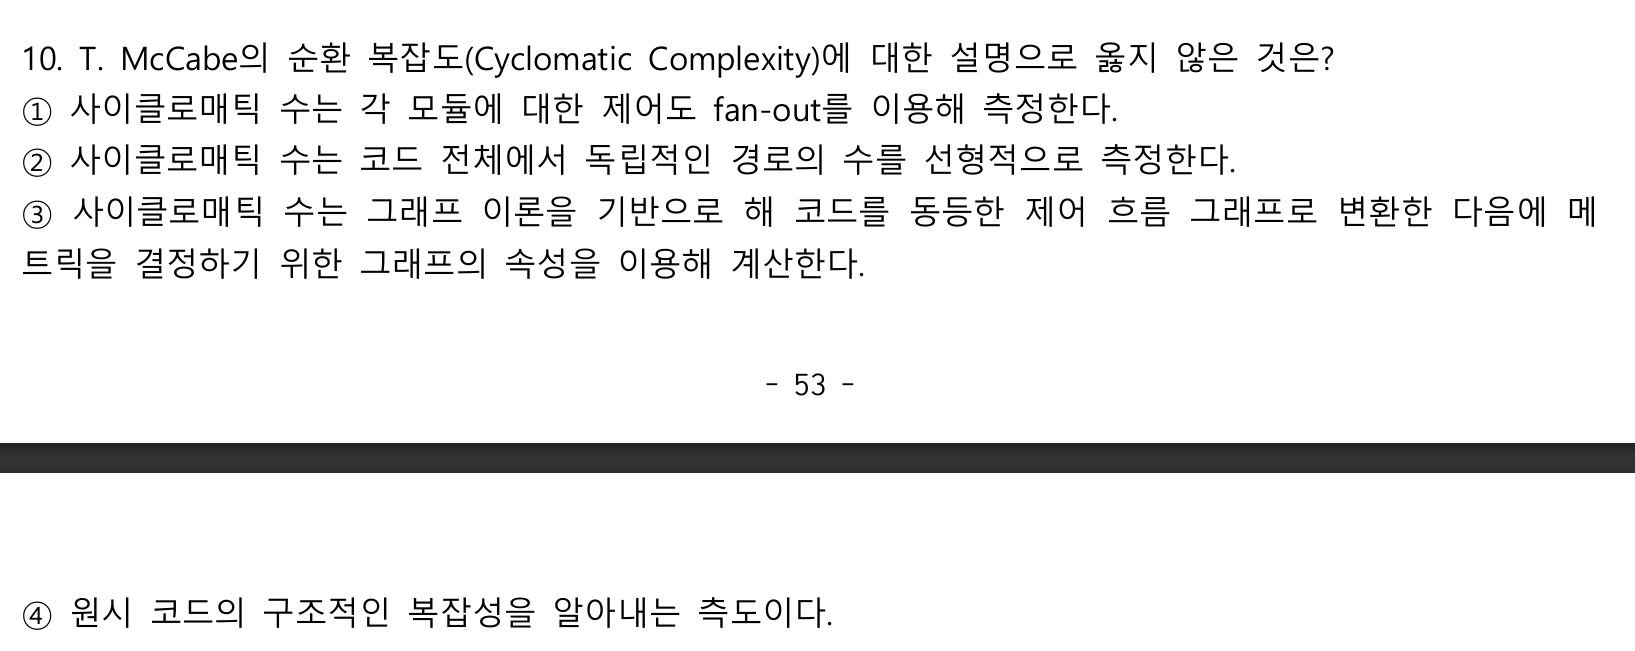 10. T. McCabe의 순환 복잡도(Cyclomatic Complexity)에 대한 설명으로 옳지 않은 것은?
① 사이클로매틱 수는 각 모듈에 대한 제어도 fan-out를 이용해 측정한다.
② 사이클로매틱 수는 코드 전체에서 독립적인 경로의 수를 선형적으로 측정한다.
③ 사이클로매틱 수는 그래프 이론을 기반으로 해 코드를 동등한 제어 흐름 그래프로 변환한 다음에 메
트릭을 결정하기 위한 그래프의 속성을 이용해 계산한다.
- 53 -
④ 원시 코드의 구조적인 복잡성을 알아내는 측도이다.